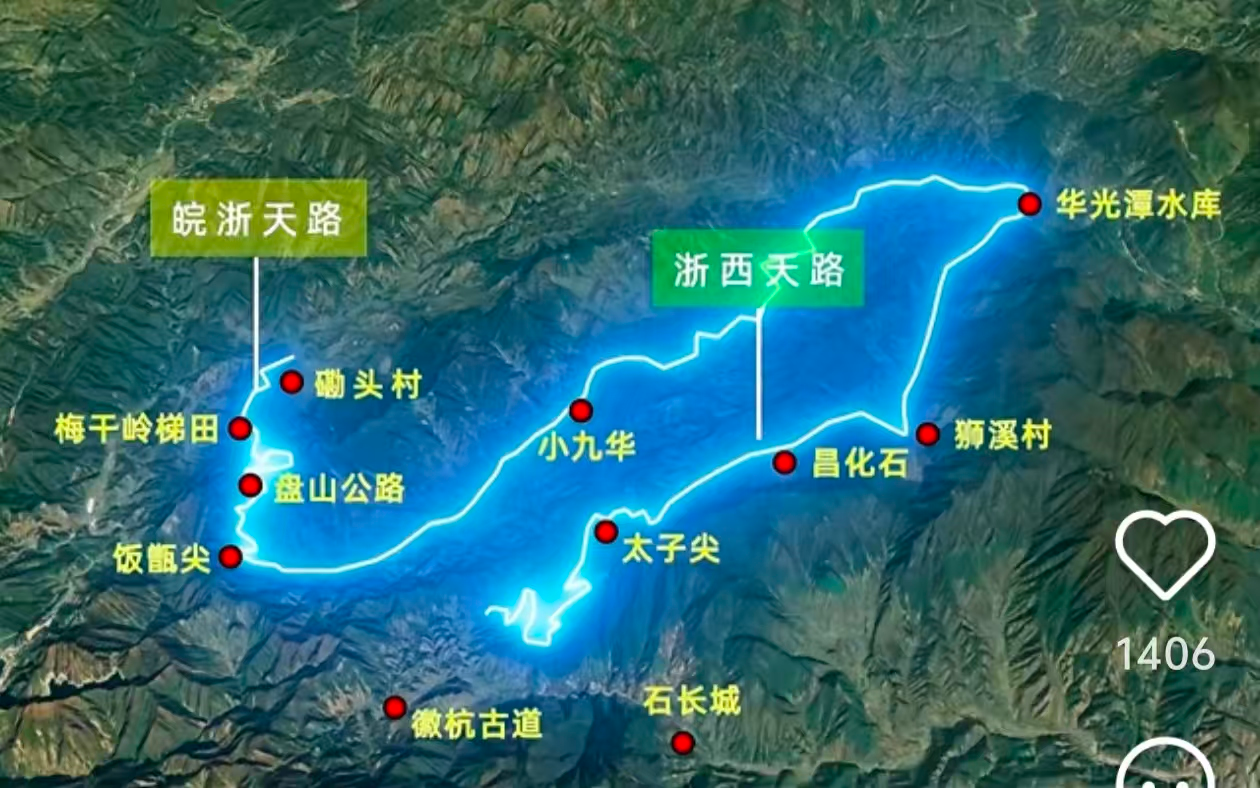 皖浙天路
华光潭水库
浙西天路
磡头村
梅干岭梯田
小九华
狮溪村
昌化石
盘山公路
饭甑尖
太子尖
1406
石长城
徽杭古道